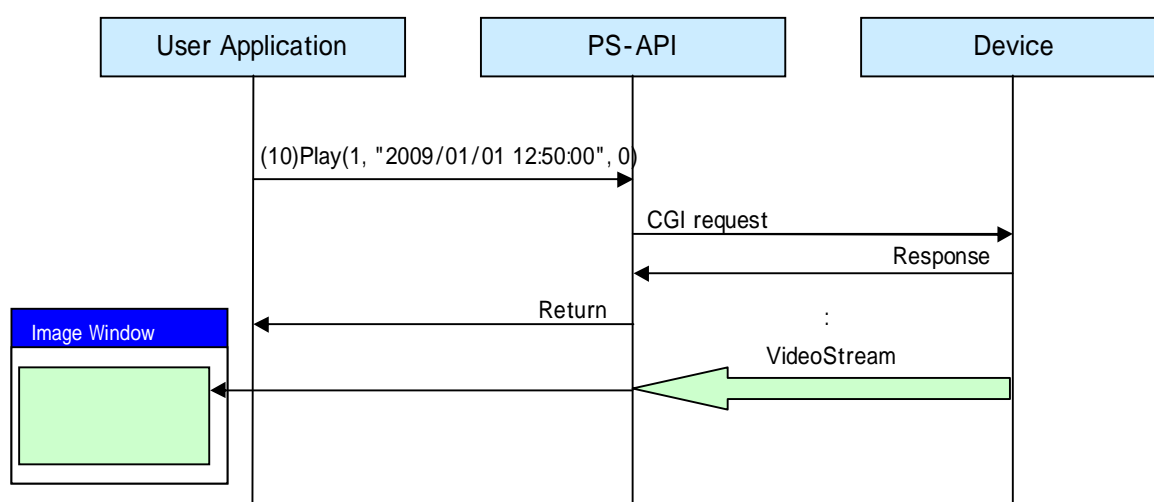 User Application
PS-API
Device
(10)Play(1, "2009/01/01 12:50:00", 0)
CGI request
Response
Return
:
Image Window
VideoStream